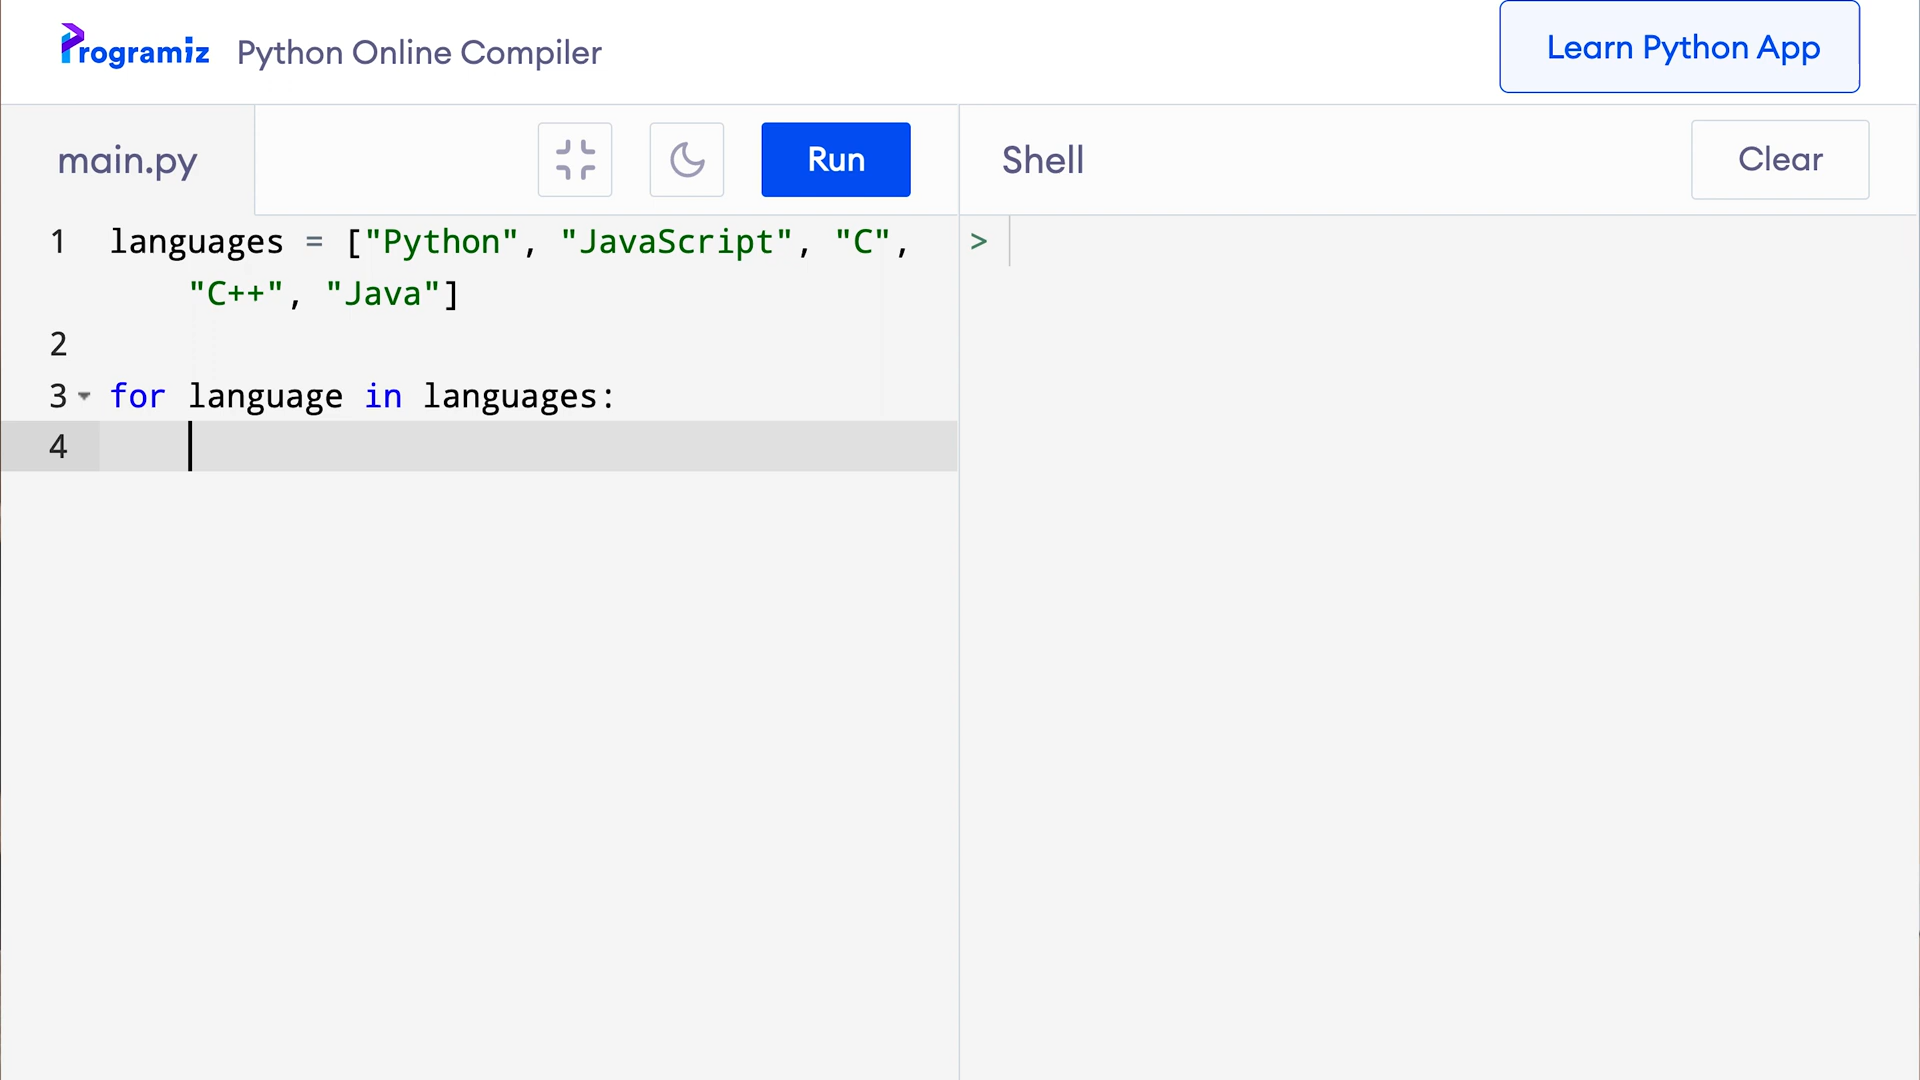 Programiz Python Online Compiler
Learn Python App
main.py
Run
Shell
Clear
1 languages = ["Python", "JavaScript", "C",
"C++", "Java"]
2
3 for language in languages:
4
>